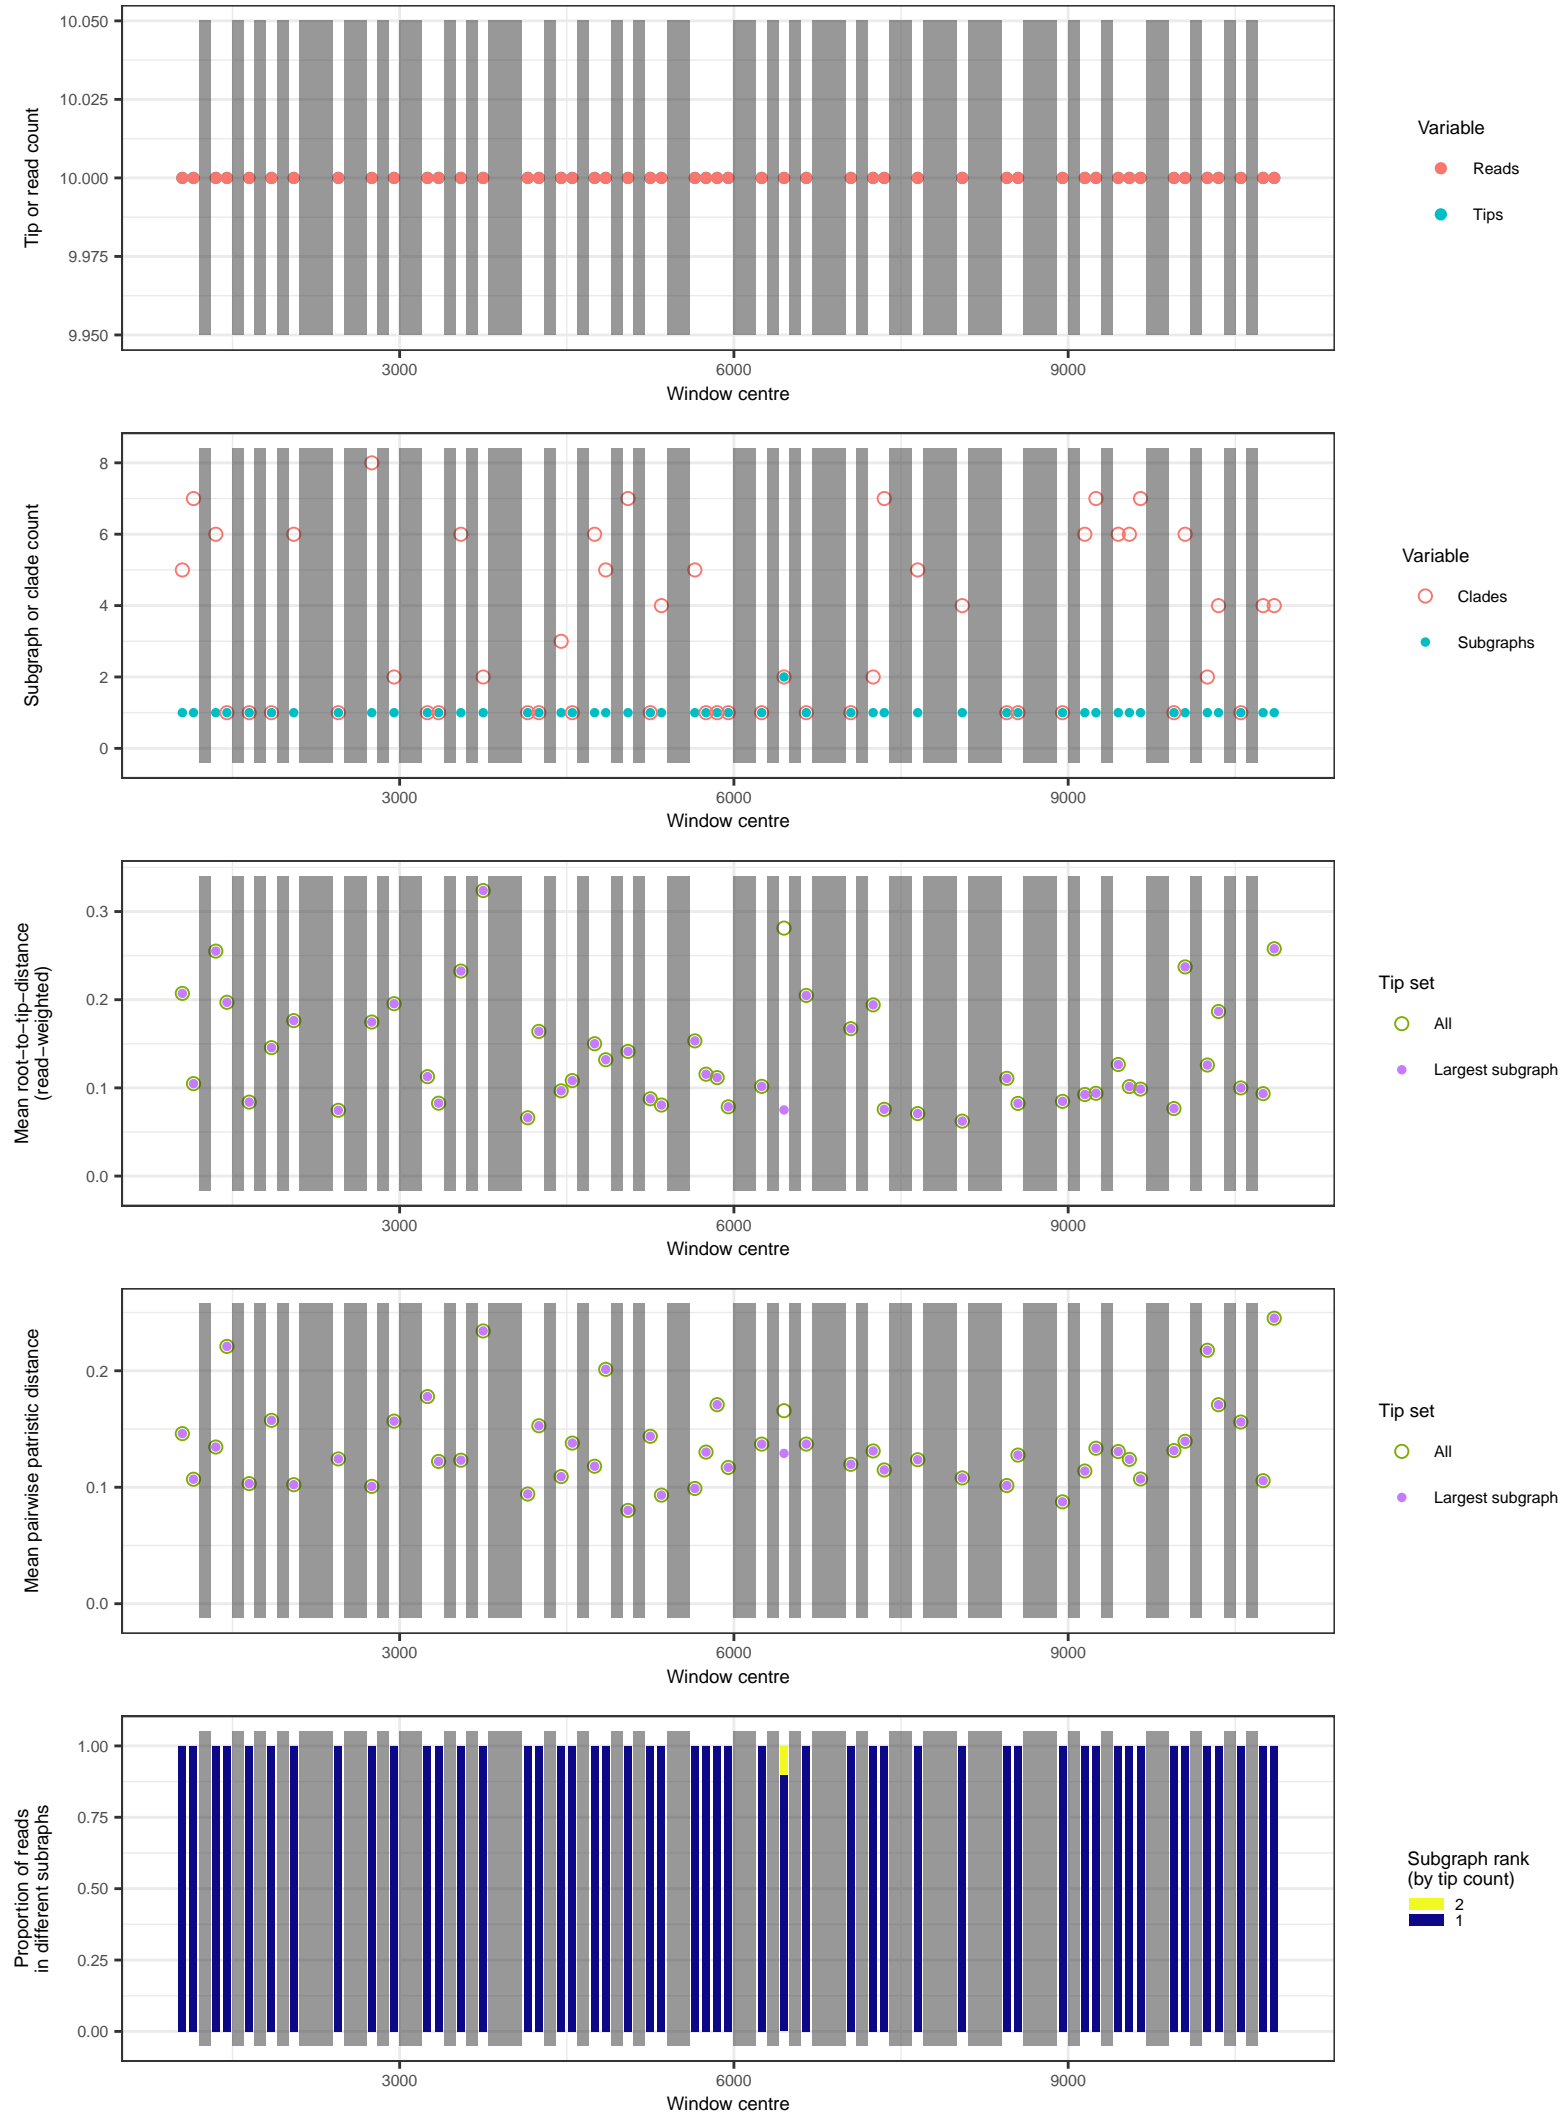 10.050
10.025
10.000
9.975
9.950
Tip or read count
3000
6000
9000
Window centre
Variable
Reads
Tips
8
6
4
2
0
Subgraph or clade count
3000
6000
9000
Window centre
Variable
Clades
Subgraphs
0.3
0.2
0.1
0.0
Mean root−to−tip−distance
(read−weighted)
3000
6000
9000
Window centre
Tip set
All
Largest subgraph
0.2
0.1
0.0
Mean pairwise patristic distance
3000
6000
9000
Window centre
Tip set
All
Largest subgraph
1.00
0.75
0.50
0.25
0.00
Proportion of reads
in different subraphs
3000
6000
9000
Window centre
Subgraph rank
(by tip count)
2
1